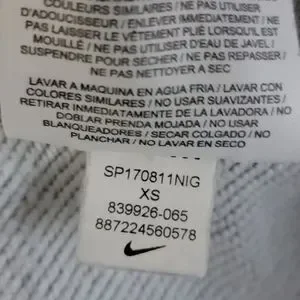 COULEURS SIMILAIRES / NE PAS UTILISER
D'ADOUCISSEUR / ENLEVER IMMEDIATEMENT / NE
PAS LAISSER LE VÊTEMENT PLIÉ LORSQU'IL EST
MOUILLÉ / NE PAS UTILISER D'EAU DE JAVEL /
SUSPENDRE POUR SECHER / NE PAS REPASSER /
NE PAS NETTOYER A SEC
LAVAR A MAQUINA EN AGUA FRIA / LAVAR CON
COLORES SIMILARES / NO USAR SUAVIZANTES /
RETIRAR INMEDIATAMENTE DE LA LAVADORA / NO
DOBLAR PRENDA MOJADA / NO USAR
BLANQUEADORES / SECAR COLGADO / NO
PLANCHAR / NO LAVAR EN SECO
SP170811NIG
XS
839926-065
887224560578